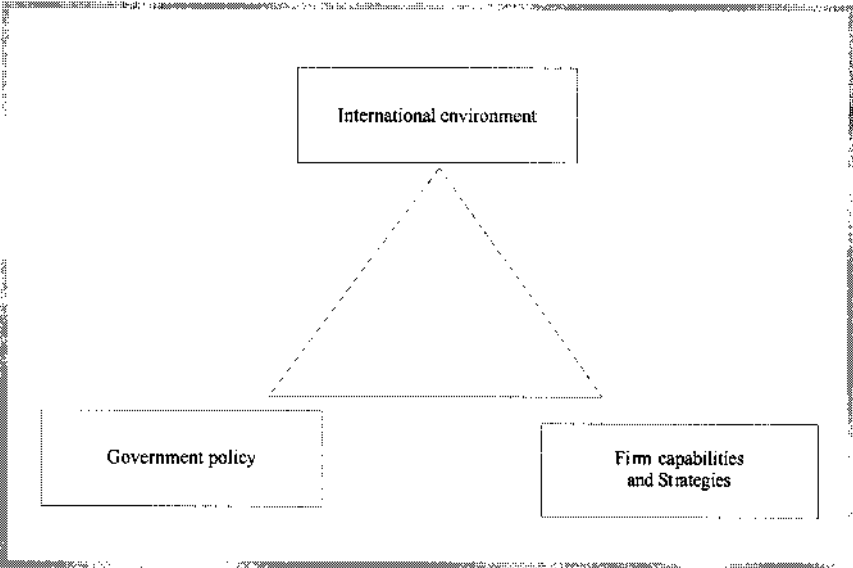 International environment
Government policy
Firm capabilities
and Strategies